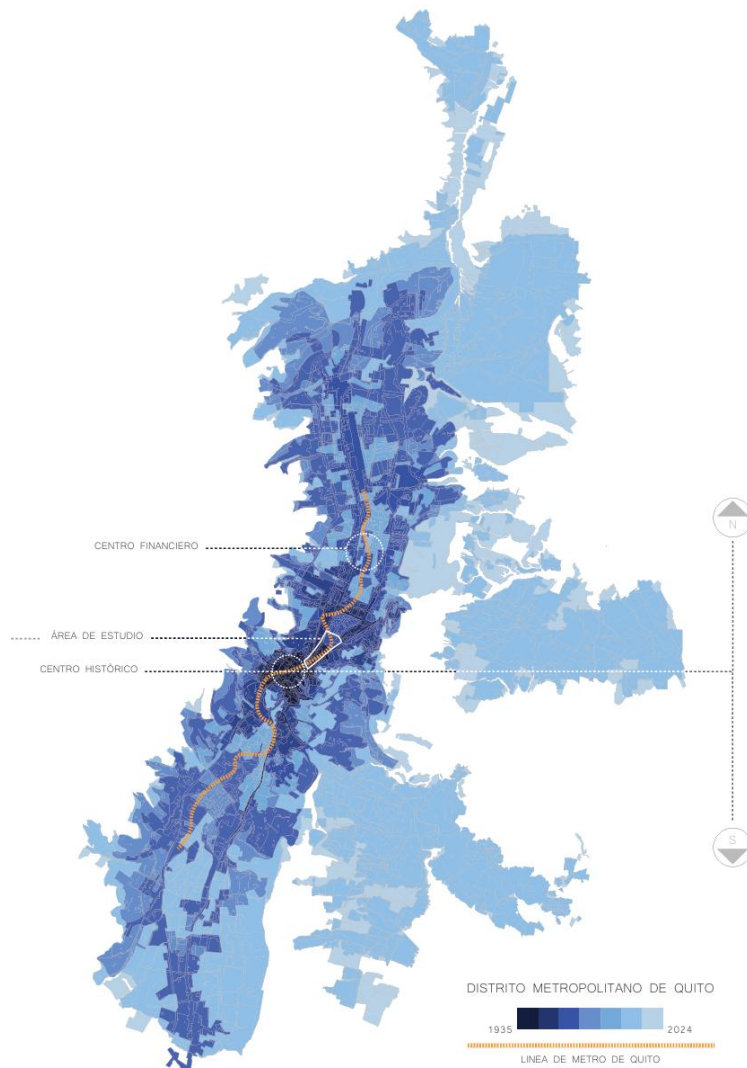 N
CENTRO FINANCIERO
ÁREA DE ESTUDIO
CENTRO HISTÓRICO
S
DISTRITO METROPOLITANO DE QUITO
1935 2024
LINEA DE METRO DE QUITO